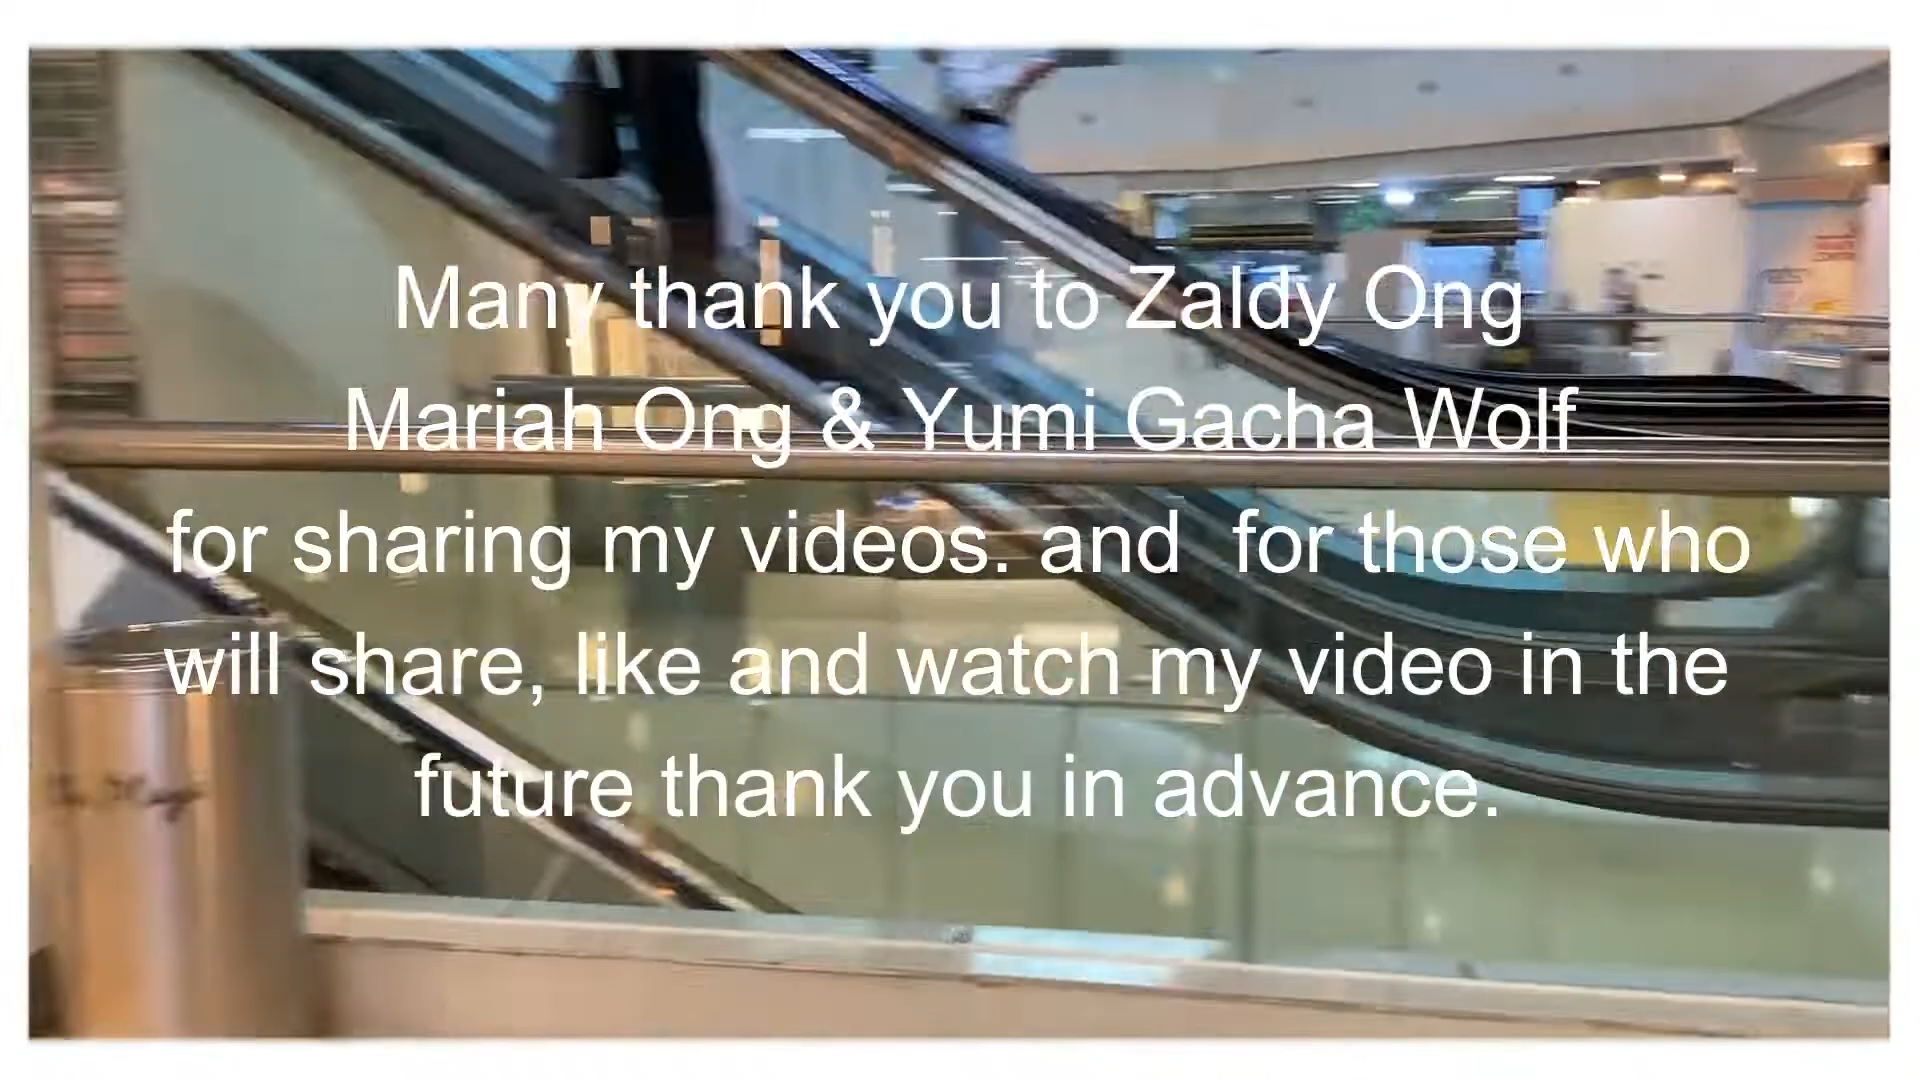 Many thank you to Zaldy Ong
Mariah Ong & Yumi Gacha Wolf
for sharing my videos. and  for those who
will share, like and watch my video in the
future thank you in advance.